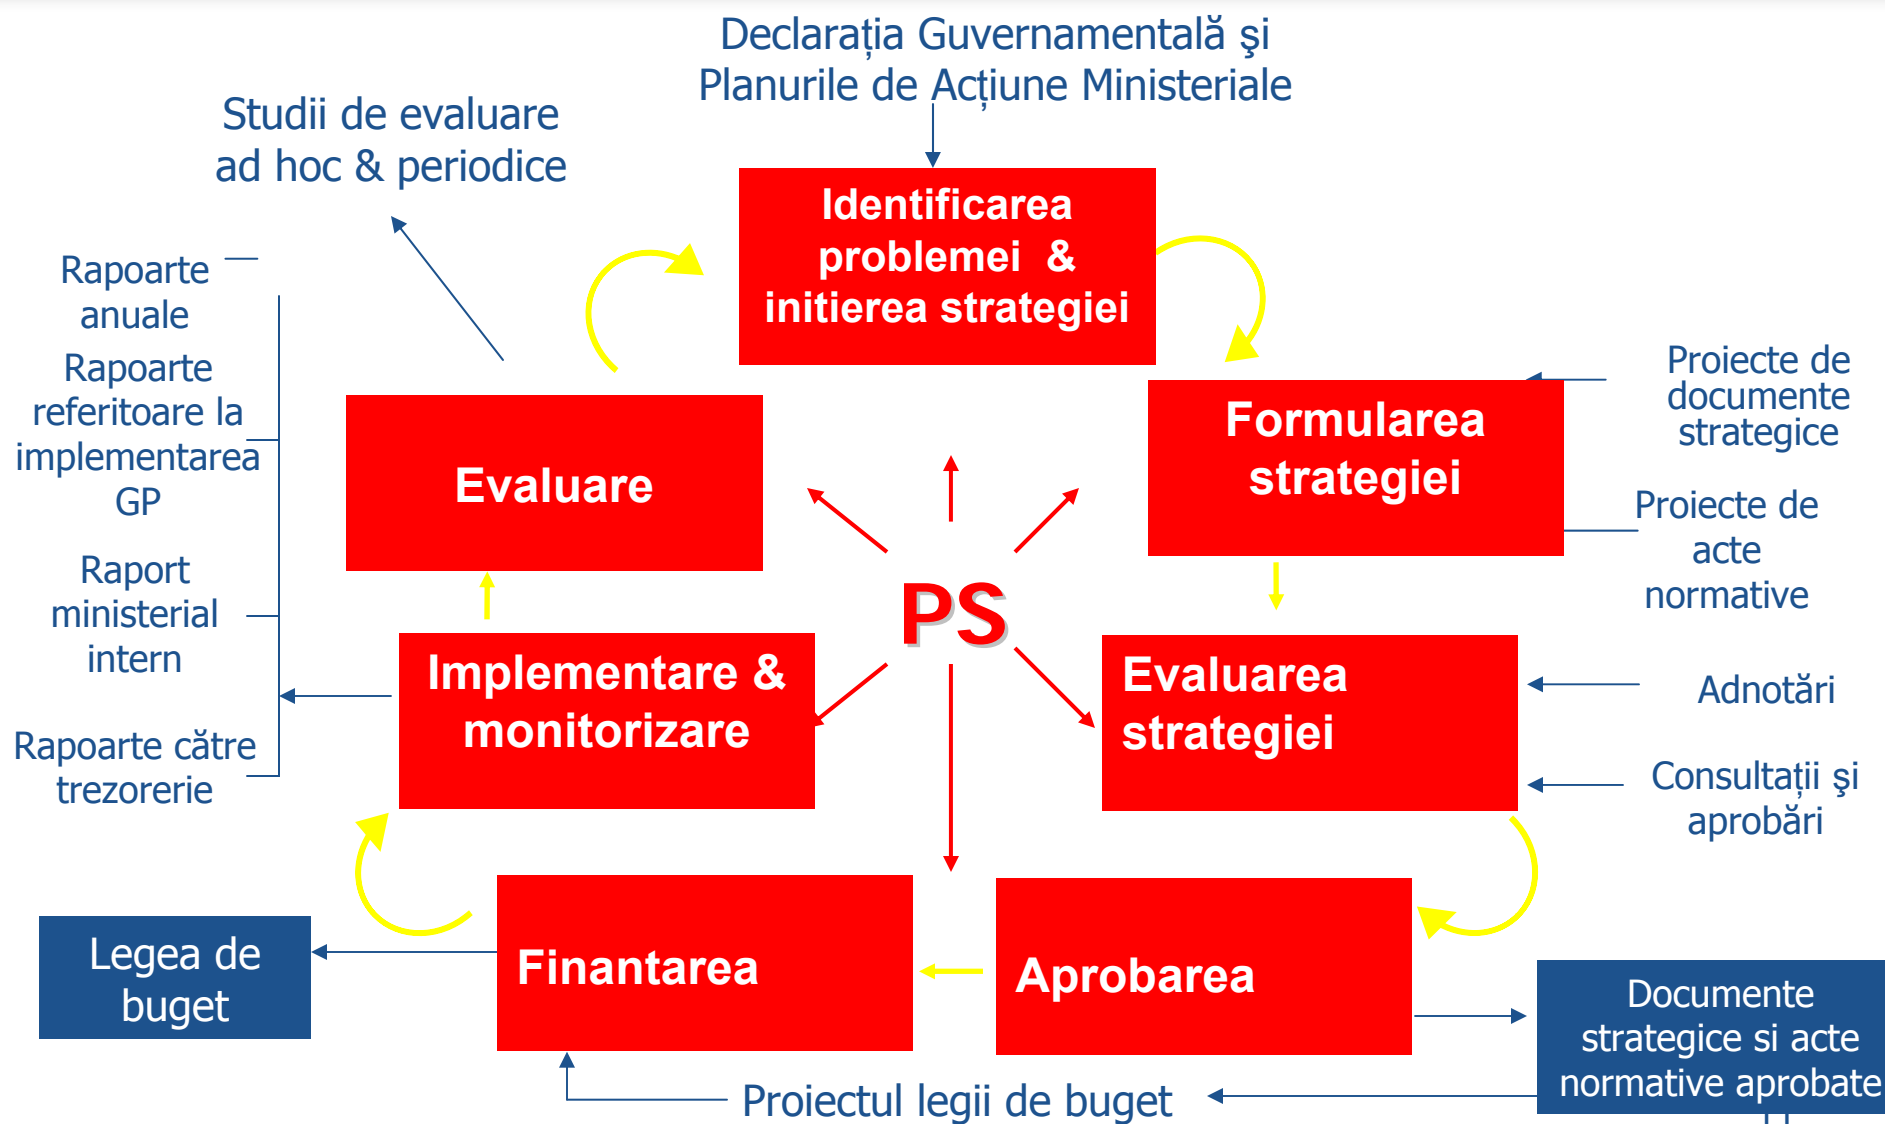 Declarația Guvernamentală şi
Planurile de Acțiune Ministeriale
Studii de evaluare
ad hoc & periodice
Identificarea
problemei & 
initierea strategiei
Rapoarte
anuale
Rapoarte
referitoare la
implementarea
GP
Raport
ministerial
intern
Rapoarte către
trezorerie
Evaluare
Formularea
strategiei
Proiecte de
documente
strategice
Proiecte de
acte
normative
PS
Implementare &
monitorizare
Evaluarea
strategiei
Adnotări
Consultații şi
aprobări
Legea de
buget
Finantarea
Aprobarea
Documente
strategice si acte
normative aprobate
Proiectul legii de buget